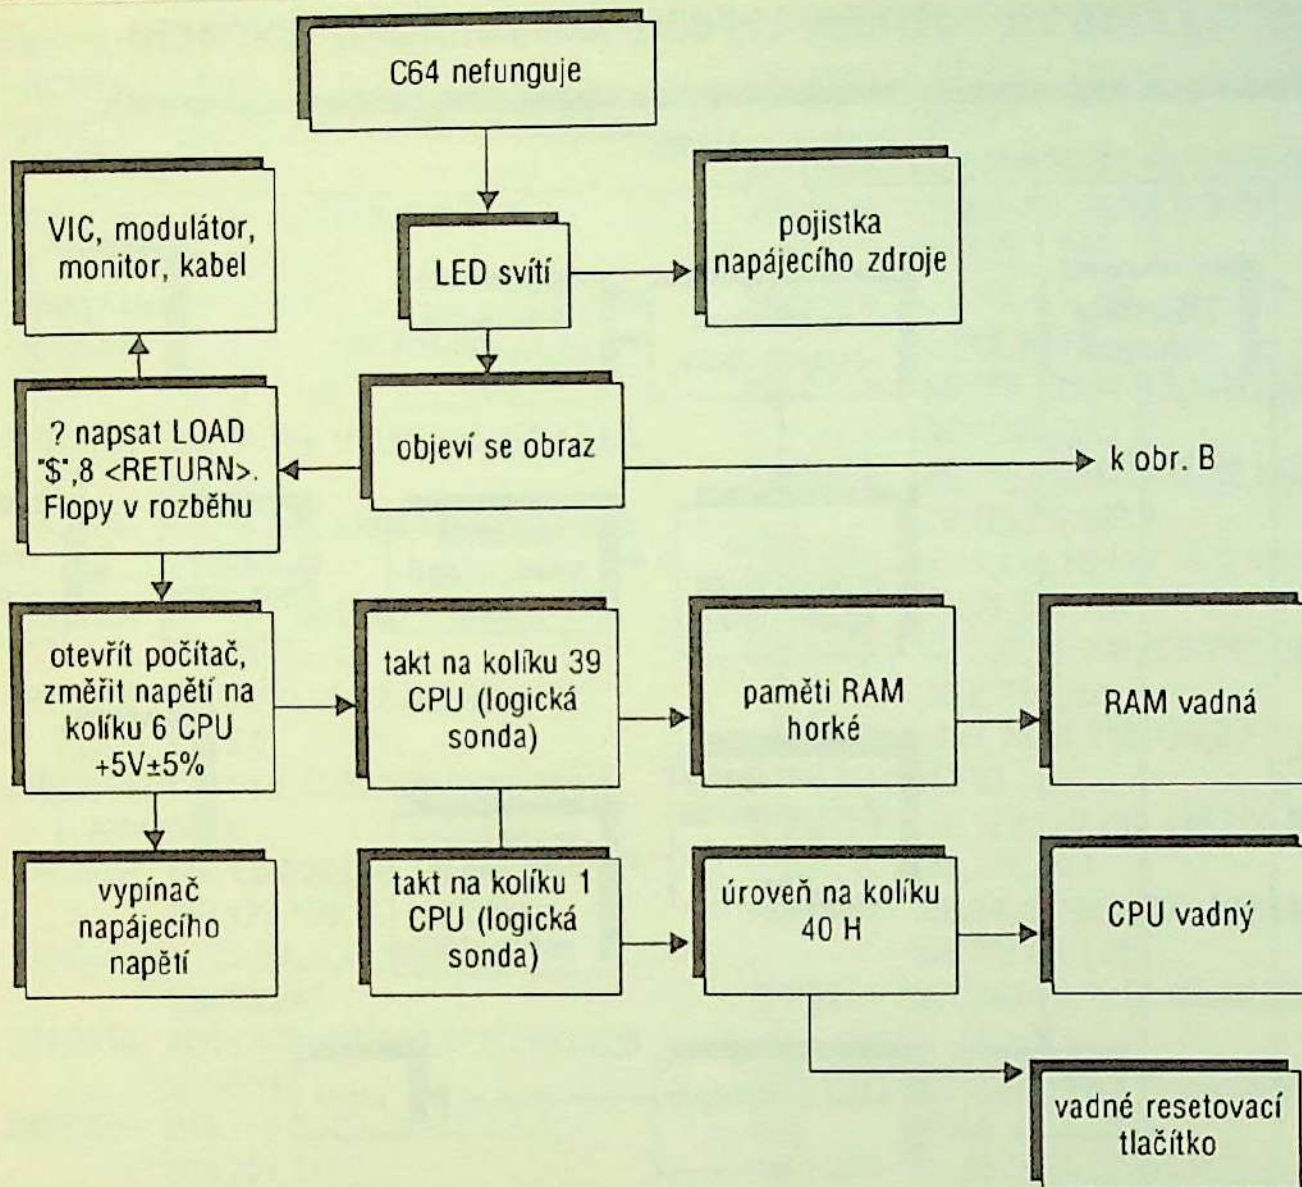 C64 nefunguje
VIC, modulátor,
monitor, kabel
LED svítí
pojistka
napájecího zdroje
? napsat LOAD
"$",8 <RETURN>.
Flopy v rozběhu
objeví se obraz
k obr. B
otevřít počítač,
změřit napětí na
kolíku 6 CPU
+5V±5%
takt na kolíku 39
CPU (logická
sonda)
paměti RAM
horké
RAM vadná
vypínač
napájecího
napětí
takt na kolíku 1
CPU (logická
sonda)
úroveň na kolíku
40 H
CPU vadný
vadné resetovací
tlačítko